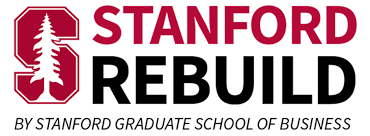 STANFORD
REBUILD
BY STANFORD GRADUATE SCHOOL OF BUSINESS